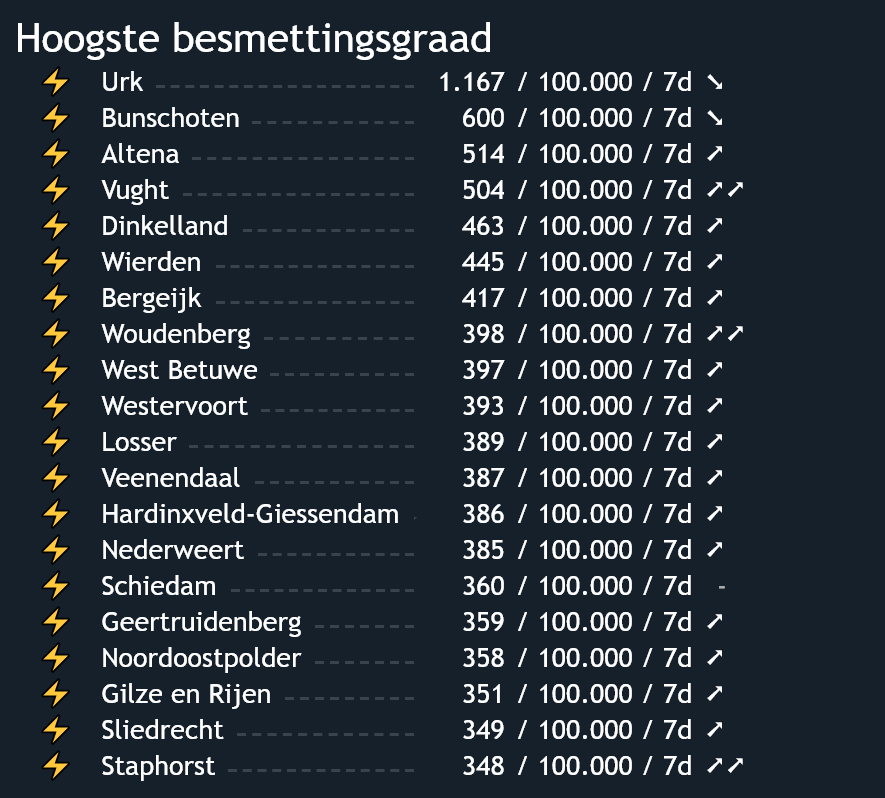 Hoogste besmettingsgraad
Urk 1.167 / 100.000 / 7d ➘
Bunschoten 600 / 100.000 / 7d ➘
Altena 514 / 100.000 / 7d ➚
Vught 504 / 100.000 / 7d ➚➚
Dinkelland 463 / 100.000 / 7d ➚
Wierden 445 / 100.000 / 7d ➚
Bergeijk 417 / 100.000 / 7d ➚
Woudenberg 398 / 100.000 / 7d ➚➚
West Betuwe 397 / 100.000 / 7d ➚
Westervoort 393 / 100.000 / 7d ➚
Losser 389 / 100.000 / 7d ➚
Veenendaal 387 / 100.000 / 7d ➚
Hardinxveld-Giessendam 386 / 100.000 / 7d ➚
Nederweert 385 / 100.000 / 7d ➚
Schiedam 360 / 100.000 / 7d -
Geertruidenberg 359 / 100.000 / 7d ➚
Noordoostpolder 358 / 100.000 / 7d ➚
Gilze en Rijen 351 / 100.000 / 7d ➚
Sliedrecht 349 / 100.000 / 7d ➚
Staphorst 348 / 100.000 / 7d ➚➚